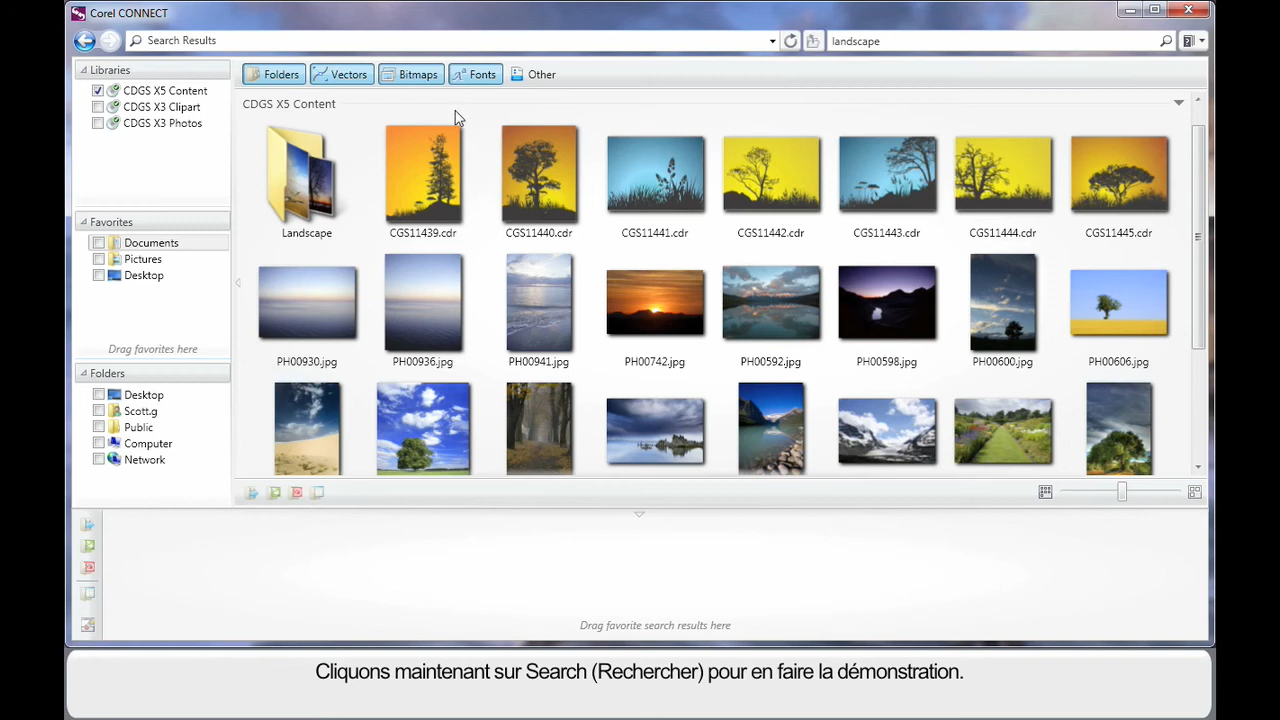 Corel CONNECT
Search Results
landscape
Libraries
CDGS X5 Content
CDGS X3 Clipart
CDGS X3 Photos
Favorites
Documents
Pictures
Desktop
Drag favorites here
Folders
Desktop
Scott.g
Public
Computer
Network
Folders Vectors Bitmaps Fonts Other
CDGS X5 Content
Landscape CGS11439.cdr CGS11440.cdr CGS11441.cdr CGS11442.cdr CGS11443.cdr CGS11444.cdr CGS11445.cdr
PH00930.jpg PH00936.jpg PH00941.jpg PH00742.jpg PH00592.jpg PH00598.jpg PH00600.jpg PH00606.jpg
Drag favorite search results here
Cliquons maintenant sur Search (Rechercher) pour en faire la démonstration.